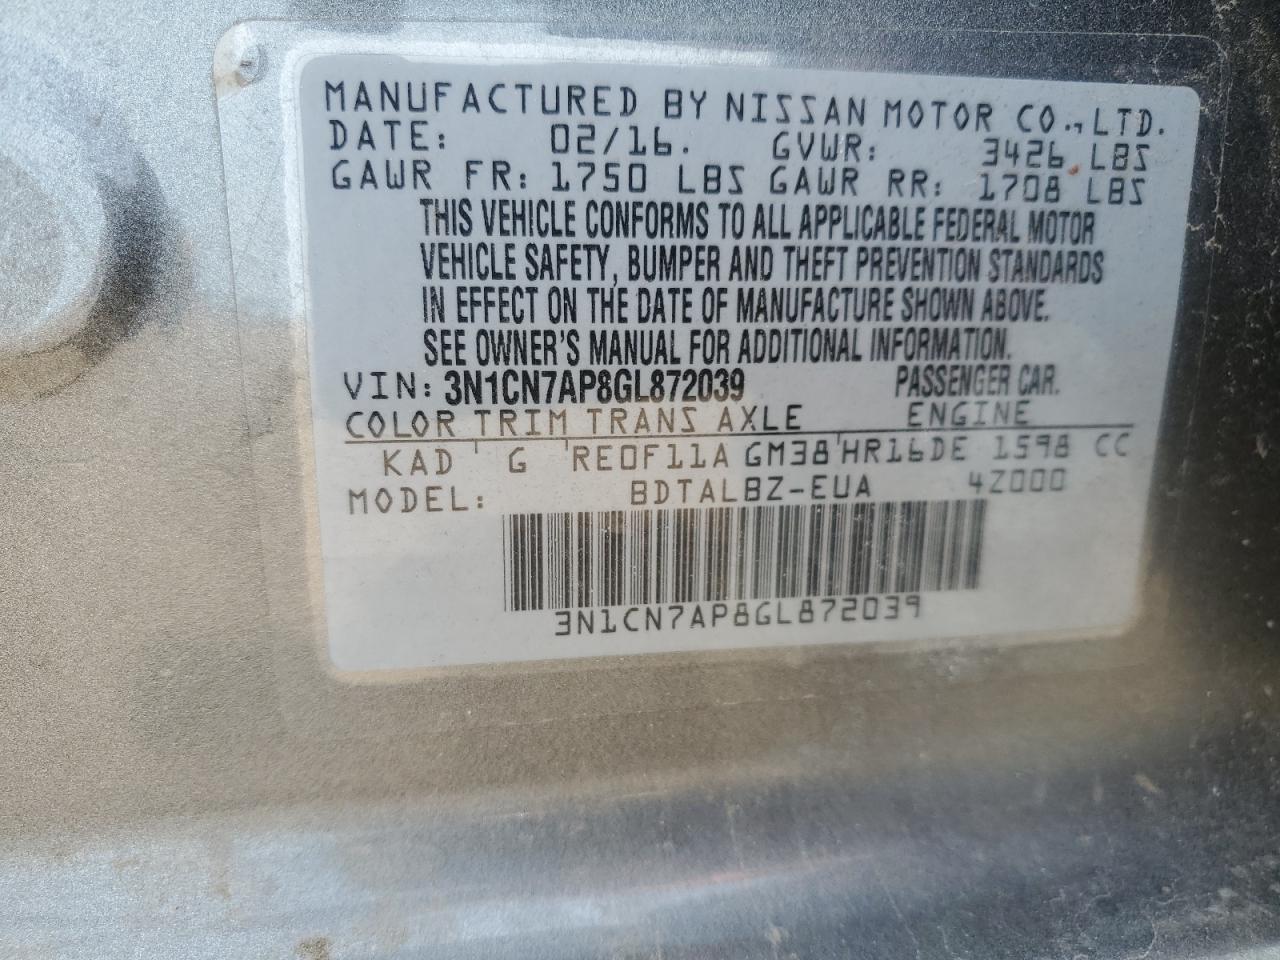 MANUFACTURED BY NISSAN MOTOR CO., LTD.
DATE: 02/16. GVWR: 3426 LBS
GAWR FR: 1750 LBS GAWR RR: 1708 LBS
THIS VEHICLE CONFORMS TO ALL APPLICABLE FEDERAL MOTOR
VEHICLE SAFETY, BUMPER AND THEFT PREVENTION STANDARDS
IN EFFECT ON THE DATE OF MANUFACTURE SHOWN ABOVE.
SEE OWNER'S MANUAL FOR ADDITIONAL INFORMATION.
VIN: 3N1CN7AP8GL872039 PASSENGER CAR.
COLOR TRIM TRANS AXLE ENGINE
KAD G RE0F11A GM38 HR16DE 1598 CC
MODEL: BDTALBZ-EUA 4Z000
3N1CN7AP8GL872039